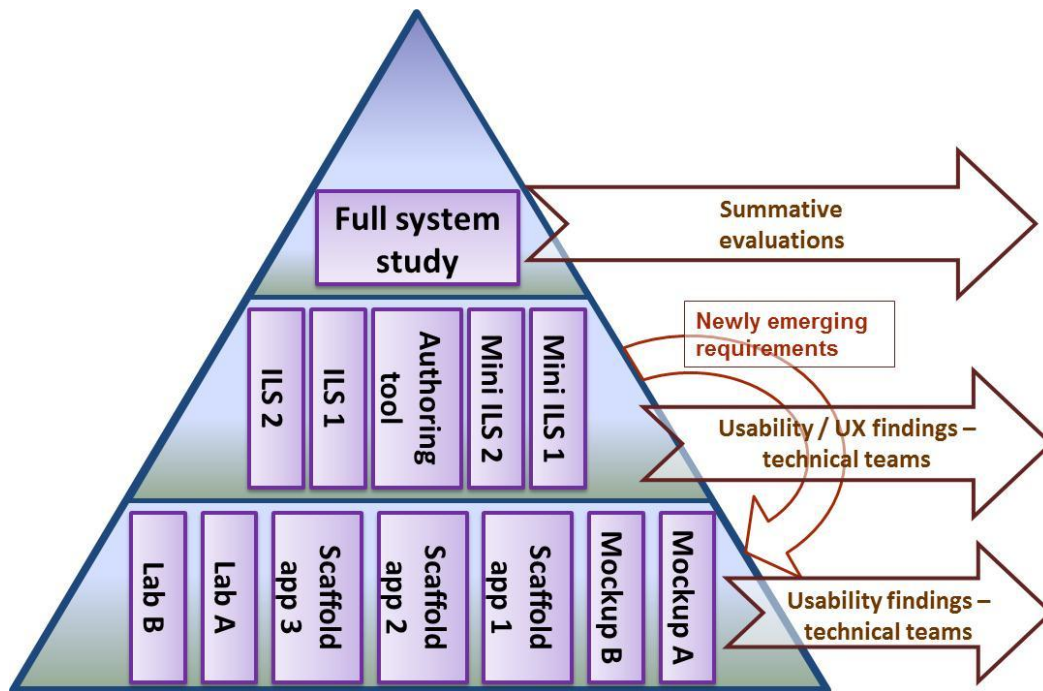 Full system
study
Summative
evaluations
Newly emerging
requirements
ILS 2
ILS 1
Authoring
tool
Mini ILS 2
Mini ILS 1
Usability / UX findings –
technical teams
Lab B
Lab A
Scaffold
app 3
Scaffold
app 2
Scaffold
app 1
Mockup B
Mockup A
Usability findings –
technical teams